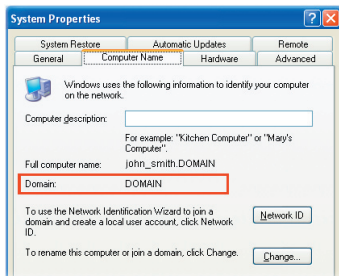 System Properties
System Restore Automatic Updates Remote
General Computer Name Hardware Advanced
Windows uses the following information to identify your computer
on the network.
Computer description:
For example: "Kitchen Computer" or "Mary's
Computer".
Full computer name: john_smith.DOMAIN
Domain: DOMAIN
To use the Network Identification Wizard to join a
domain and create a local user account, click Network
ID.
Network ID
To rename this computer or join a domain, click Change.
Change...